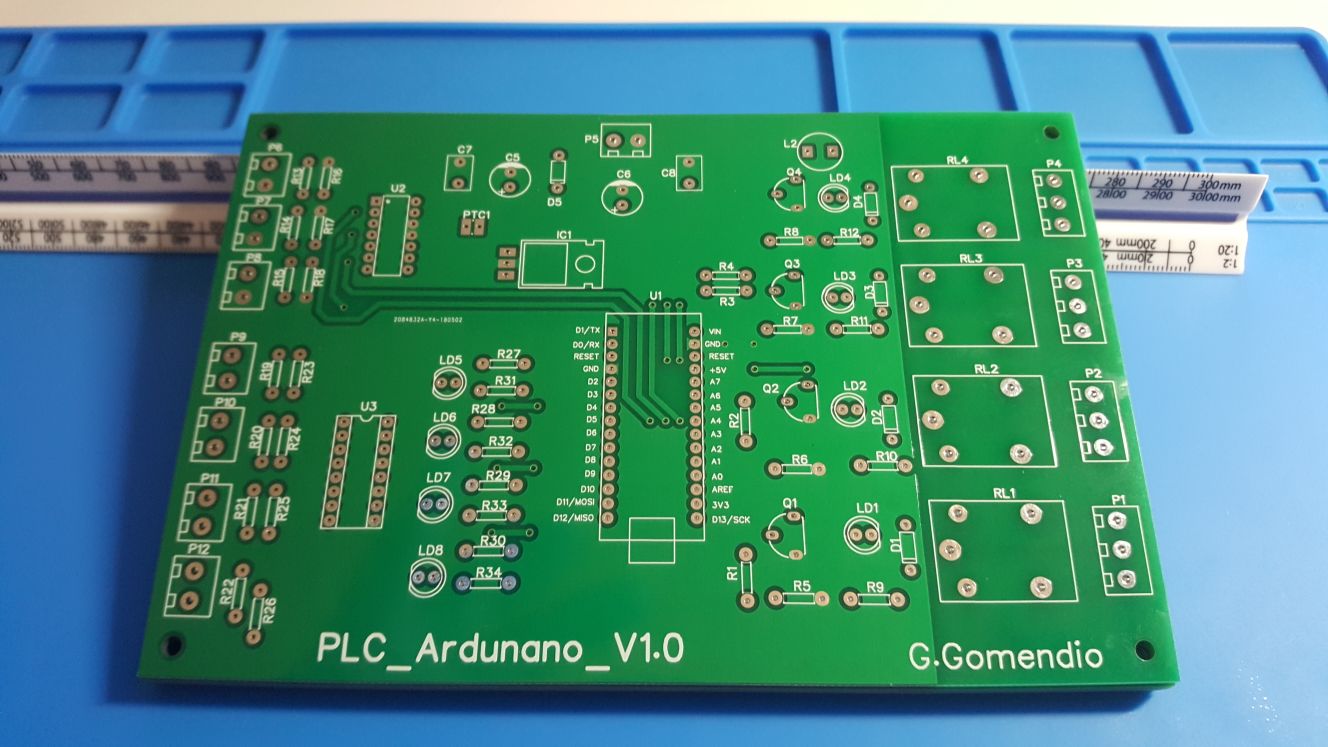 P6
R13
R16
C7
C5
D5
P5
C6
C8
L2
Q4
LD4
D4
RL4
P4
P7
R14
R17
U2
PTC1
IC1
R8
R12
280 290 300mm
2800 2900 3000mm
P8
R15
R18
R4
R3
Q3
LD3
D3
RL3
P3
1:20
200mm
210mm
1:2
2084832A-Y4-180502
U1
R7
R11
D1/TX
D0/RX
RESET
GND
D2
D3
D4
D5
D6
D7
D8
D9
D10
D11/MOSI
D12/MISO
VIN
GND
RESET
+5V
A7
A6
A5
A4
A3
A2
A1
A0
AREF
3V3
D13/SCK
P9
R19
R23
LD5
R27
R31
Q2
LD2
D2
RL2
P2
P10
R20
R24
U3
LD6
R28
R32
R2
R6
R10
P11
R21
R25
LD7
R29
R33
Q1
LD1
D1
RL1
P1
P12
R22
R26
LD8
R30
R34
R1
R5
R9
PLC_Ardunano_V1.0
G.Gomendio